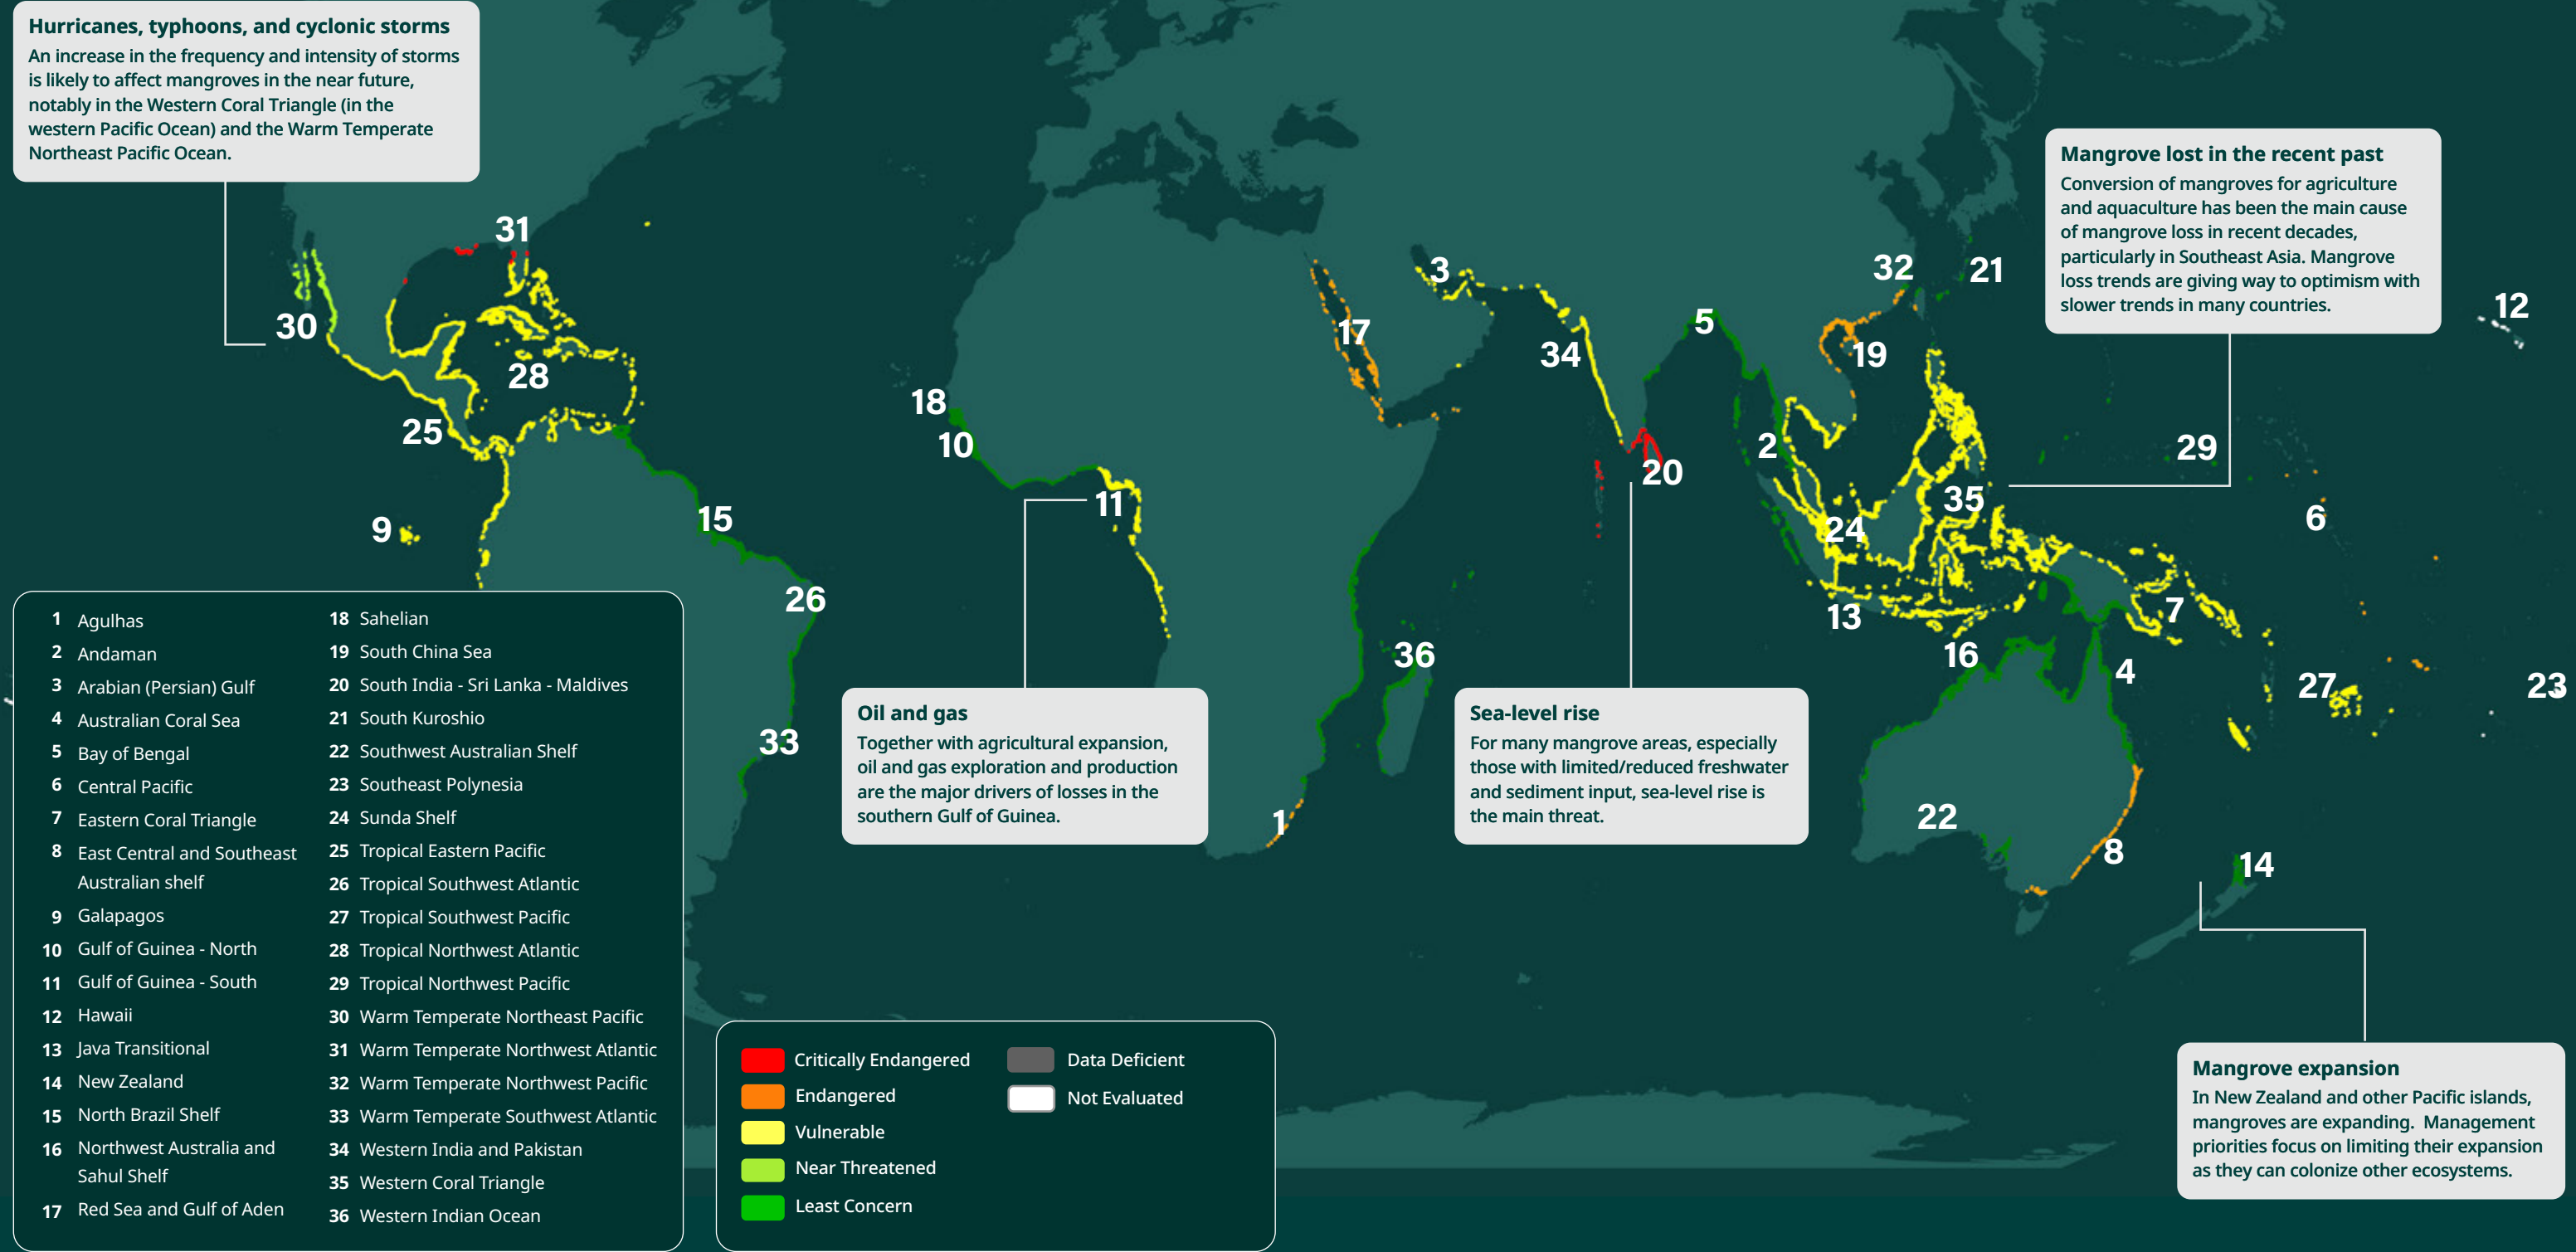 Hurricanes, typhoons, and cyclonic storms
An increase in the frequency and intensity of storms
is likely to affect mangroves in the near future,
notably in the Western Coral Triangle (in the
western Pacific Ocean) and the Warm Temperate
Northeast Pacific Ocean.
Mangrove lost in the recent past
Conversion of mangroves for agriculture
and aquaculture has been the main cause
of mangrove loss in recent decades,
particularly in Southeast Asia. Mangrove
loss trends are giving way to optimism with
slower trends in many countries.
31
30
28
25
9
15
26
33
18
10
11
17
3
34
5
20
2
19
32
21
12
29
6
35
24
13
16
7
4
27
23
36
1
22
8
14
Oil and gas
Together with agricultural expansion,
oil and gas exploration and production
are the major drivers of losses in the
southern Gulf of Guinea.
Sea-level rise
For many mangrove areas, especially
those with limited/reduced freshwater
and sediment input, sea-level rise is
the main threat.
Mangrove expansion
In New Zealand and other Pacific islands,
mangroves are expanding. Management
priorities focus on limiting their expansion
as they can colonize other ecosystems.
1 Agulhas
2 Andaman
3 Arabian (Persian) Gulf
4 Australian Coral Sea
5 Bay of Bengal
6 Central Pacific
7 Eastern Coral Triangle
8 East Central and Southeast
Australian shelf
9 Galapagos
10 Gulf of Guinea - North
11 Gulf of Guinea - South
12 Hawaii
13 Java Transitional
14 New Zealand
15 North Brazil Shelf
16 Northwest Australia and
Sahul Shelf
17 Red Sea and Gulf of Aden
18 Sahelian
19 South China Sea
20 South India - Sri Lanka - Maldives
21 South Kuroshio
22 Southwest Australian Shelf
23 Southeast Polynesia
24 Sunda Shelf
25 Tropical Eastern Pacific
26 Tropical Southwest Atlantic
27 Tropical Southwest Pacific
28 Tropical Northwest Atlantic
29 Tropical Northwest Pacific
30 Warm Temperate Northeast Pacific
31 Warm Temperate Northwest Atlantic
32 Warm Temperate Northwest Pacific
33 Warm Temperate Southwest Atlantic
34 Western India and Pakistan
35 Western Coral Triangle
36 Western Indian Ocean
Critically Endangered
Endangered
Vulnerable
Near Threatened
Least Concern
Data Deficient
Not Evaluated